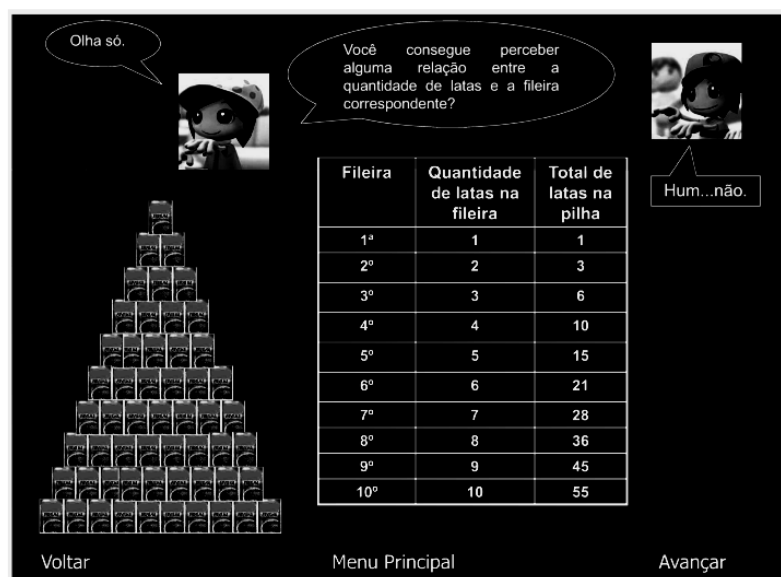 Olha só.
Você consegue perceber
alguma relação entre a
quantidade de latas e a fileira
correspondente?
Hum...não.
Fileira Quantidade de latas na fileira Total de latas na pilha
1ª 1 1
2º 2 3
3º 3 6
4º 4 10
5º 5 15
6º 6 21
7º 7 28
8º 8 36
9º 9 45
10º 10 55
Voltar Menu Principal Avançar